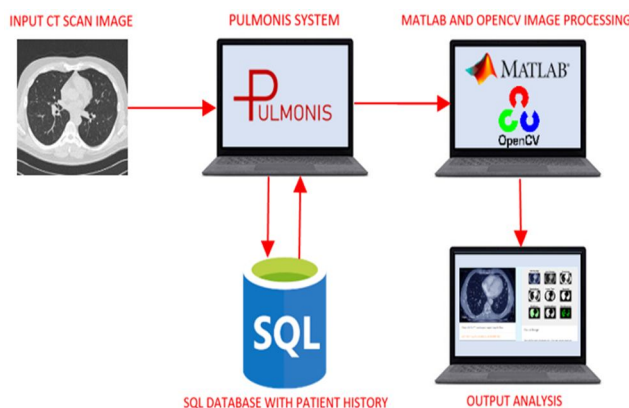 INPUT CT SCAN IMAGE
PULMONIS SYSTEM
MATLAB AND OPENCV IMAGE PROCESSING
PULMONIS
MATLAB®
OpenCV
SQL
SQL DATABASE WITH PATIENT HISTORY
OUTPUT ANALYSIS